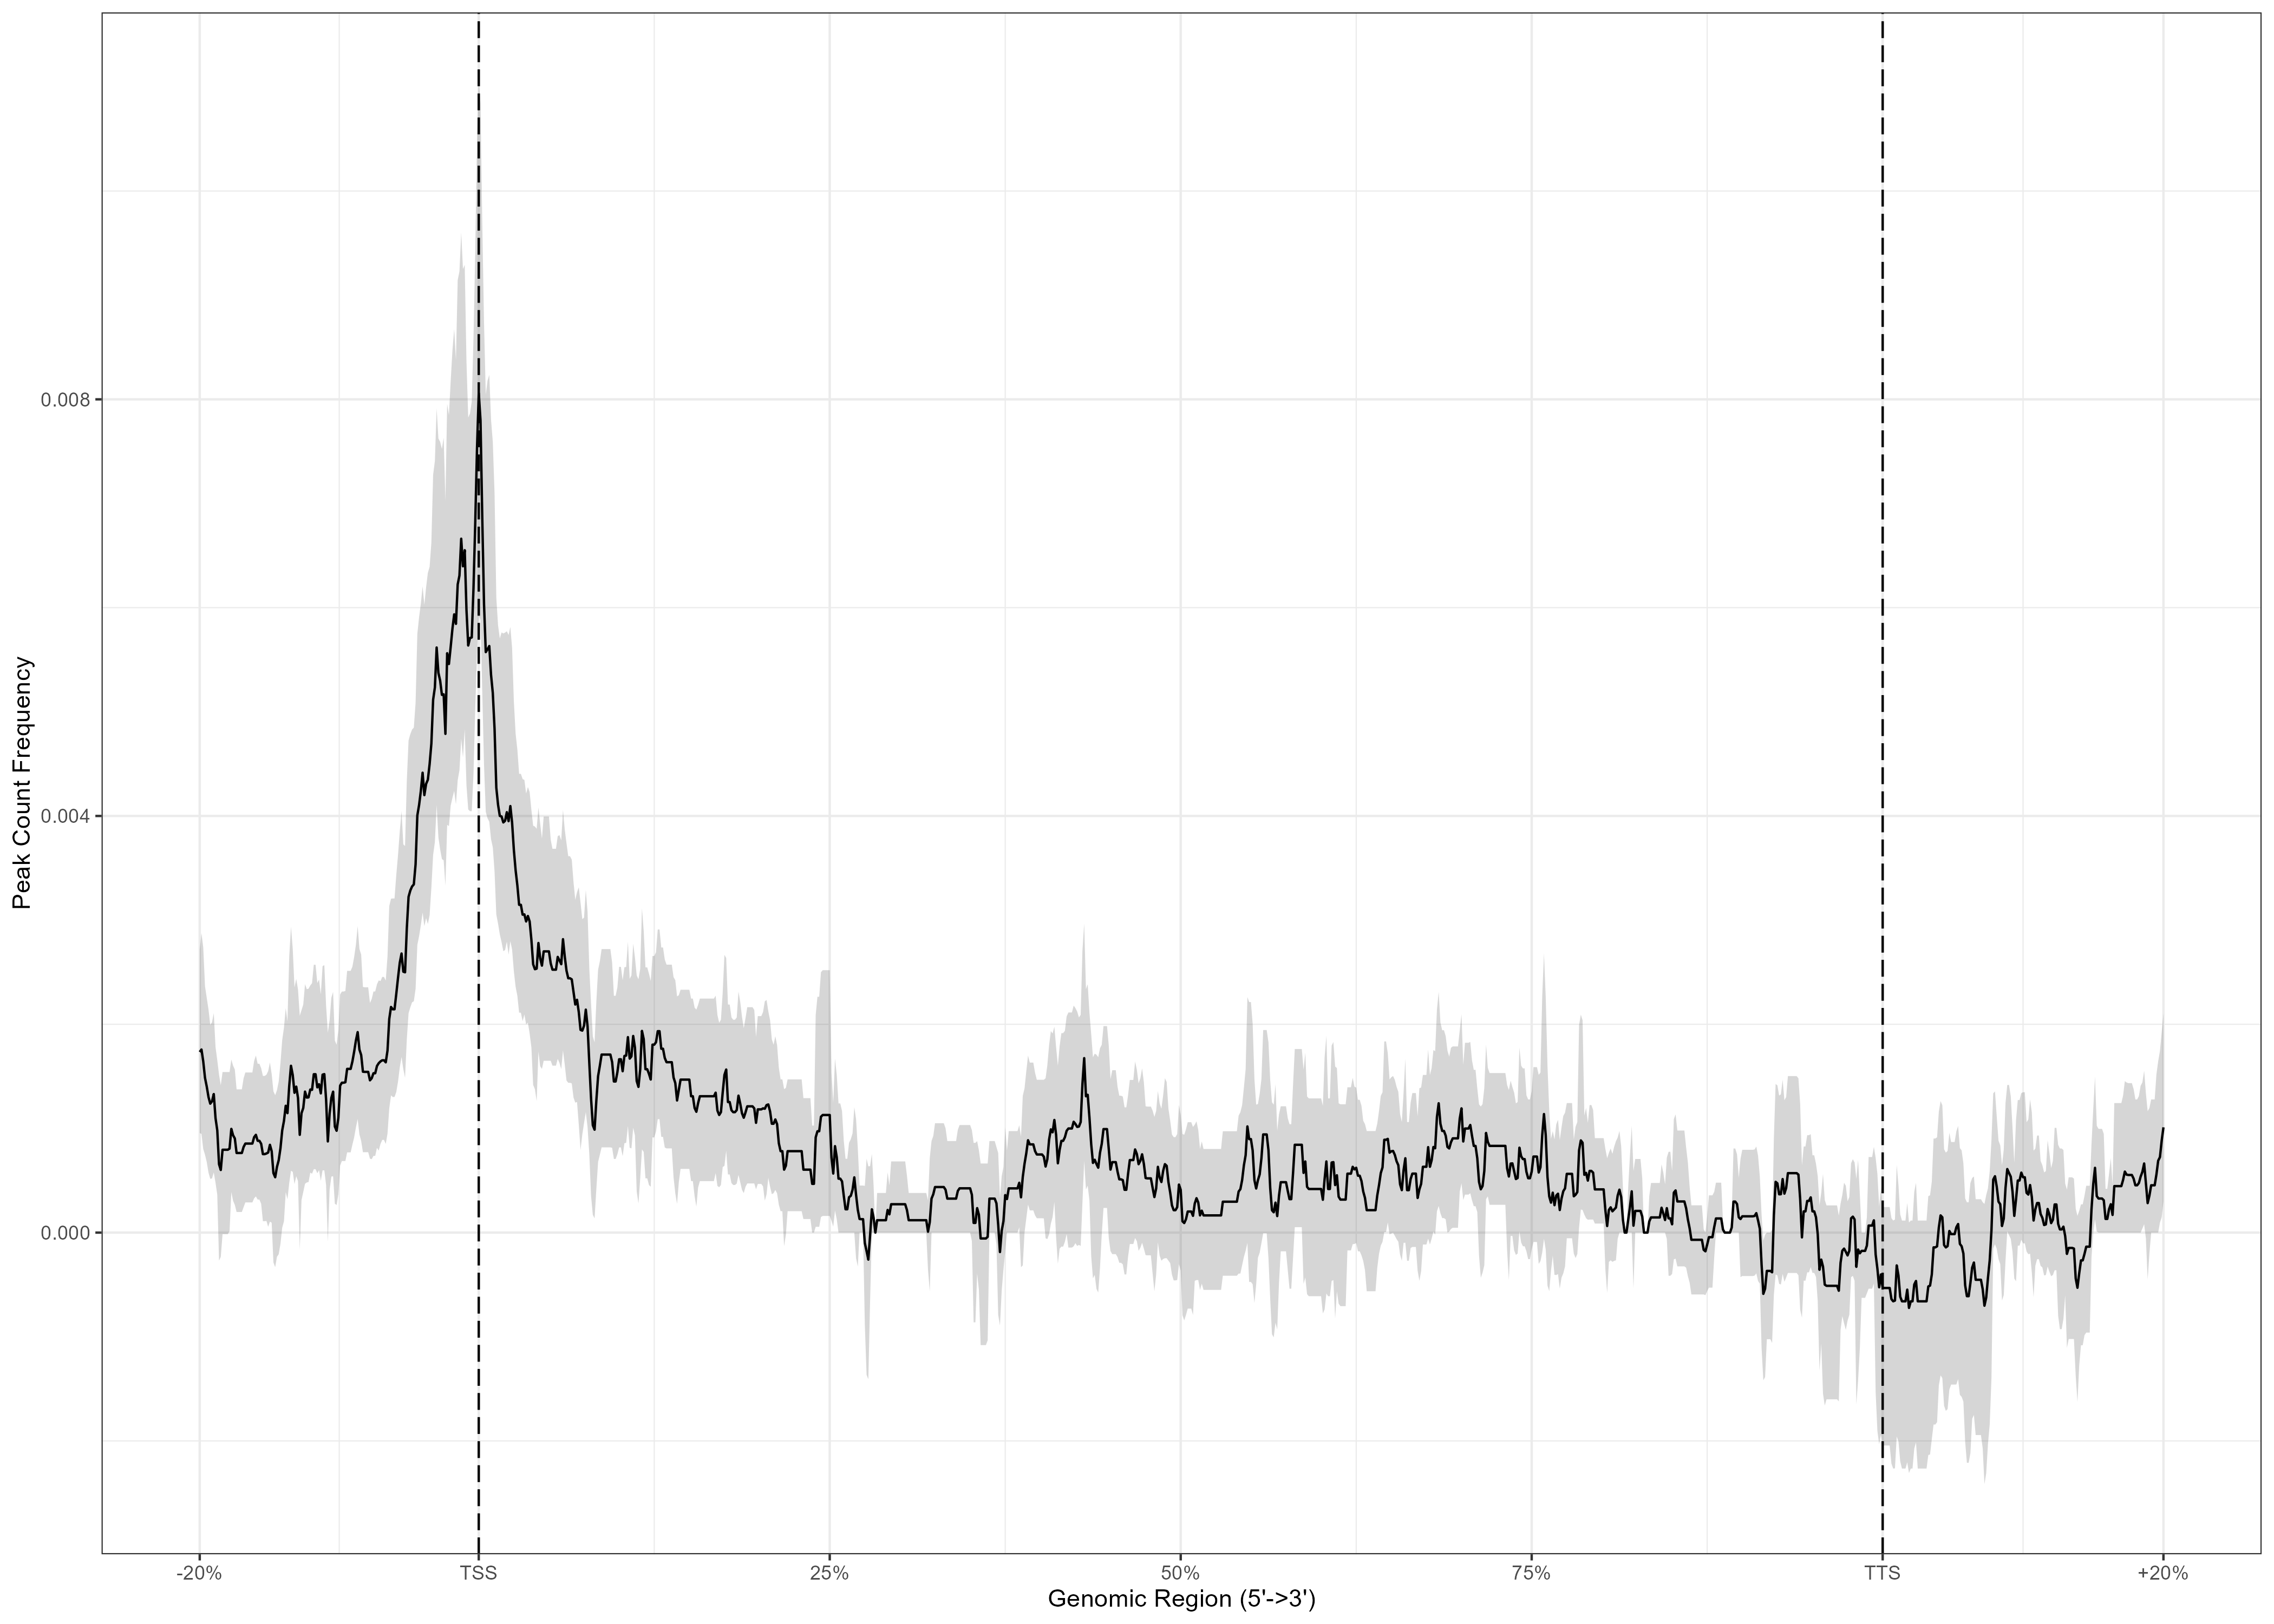 Peak Count Frequency
0.008
0.004
0.000
-20% TSS 25% 50% 75% TTS +20%
Genomic Region (5'->3')